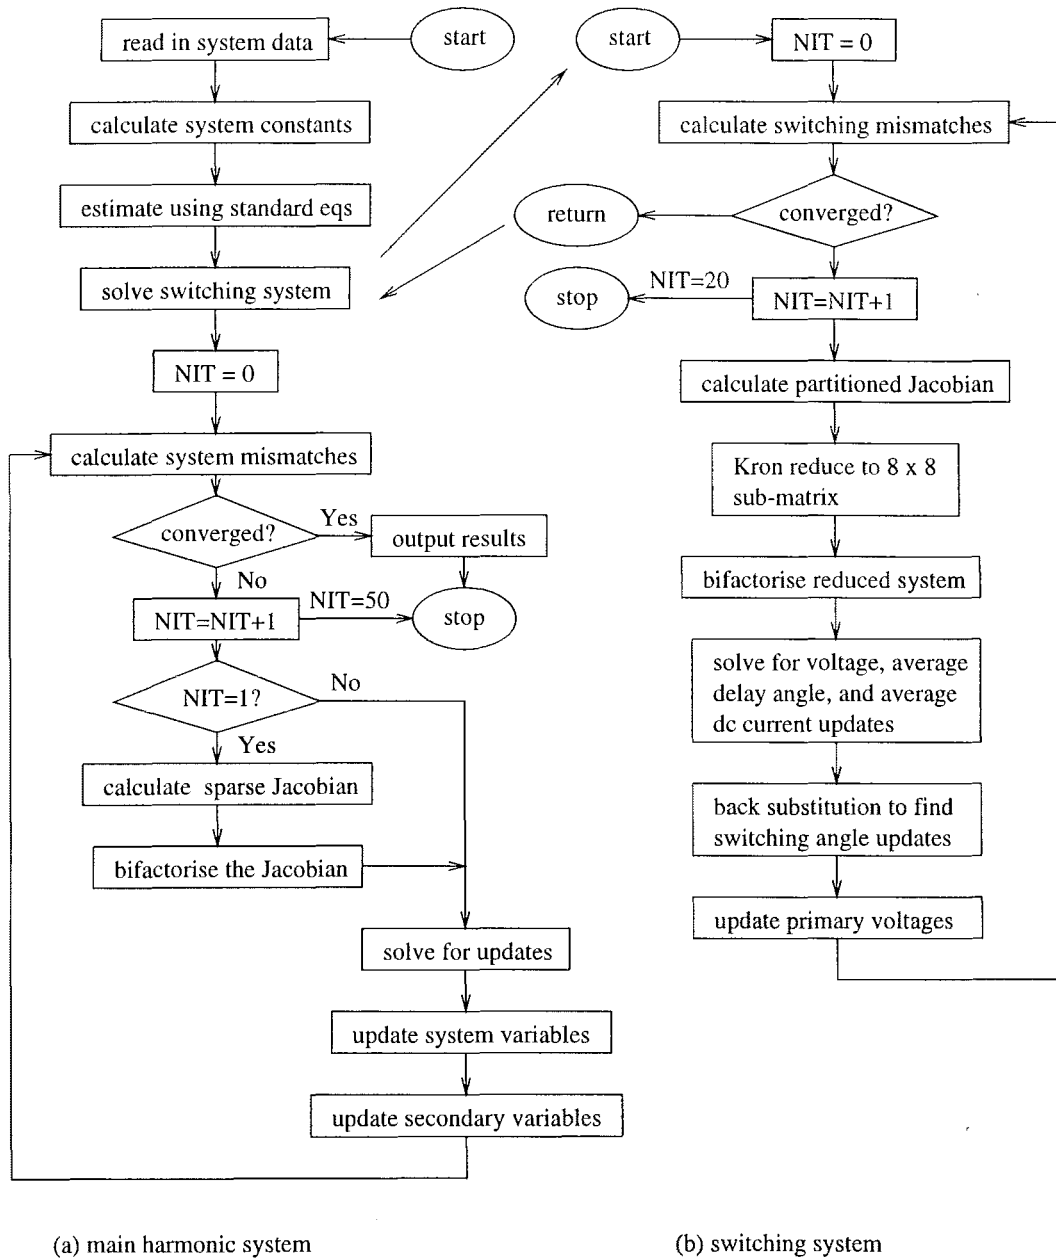 read in system data
start
calculate system constants
estimate using standard eqs
solve switching system
NIT = 0
calculate system mismatches
converged?
Yes
output results
No
NIT=NIT+1
NIT=50
stop
NIT=1?
No
Yes
calculate sparse Jacobian
bifactorise the Jacobian
solve for updates
update system variables
update secondary variables
(a) main harmonic system
start
NIT = 0
calculate switching mismatches
converged?
return
NIT=20
stop
NIT=NIT+1
calculate partitioned Jacobian
Kron reduce to 8 x 8
sub-matrix
bifactorise reduced system
solve for voltage, average
delay angle, and average
dc current updates
back substitution to find
switching angle updates
update primary voltages
(b) switching system